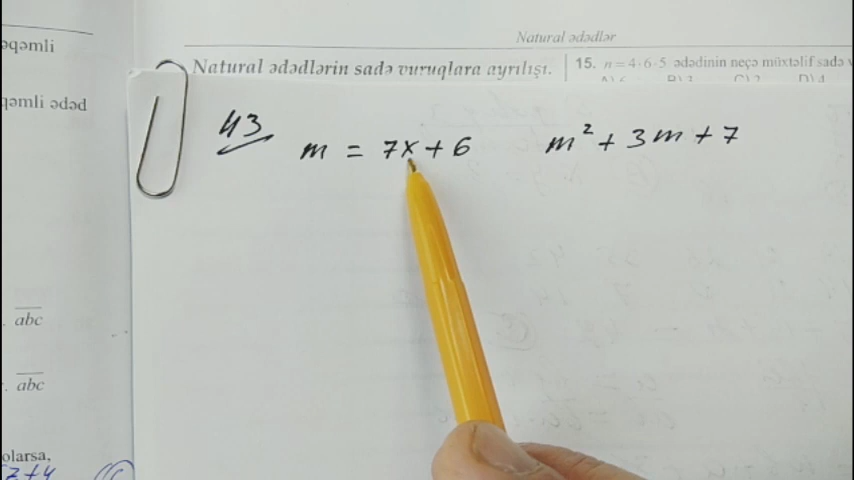 Natural ədədlər
əqəmli
Natural ədədlərin sadə vuruqlara ayrılışı.
15. n=4·6·5 ədədinin neçə müxtəlif sadə
qəmli ədəd
43
m = 7x + 6
m² + 3m + 7
abc
abc
olarsa,